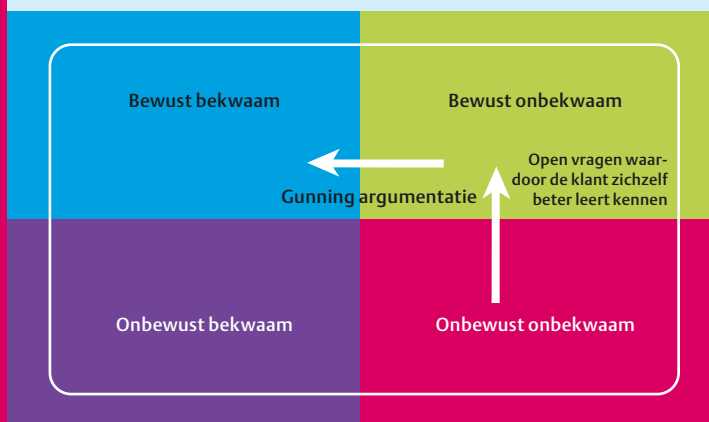 Bewust bekwaam
Bewust onbekwaam
Open vragen waar-
door de klant zichzelf
beter leert kennen
Gunning argumentatie
Onbewust bekwaam
Onbewust onbekwaam